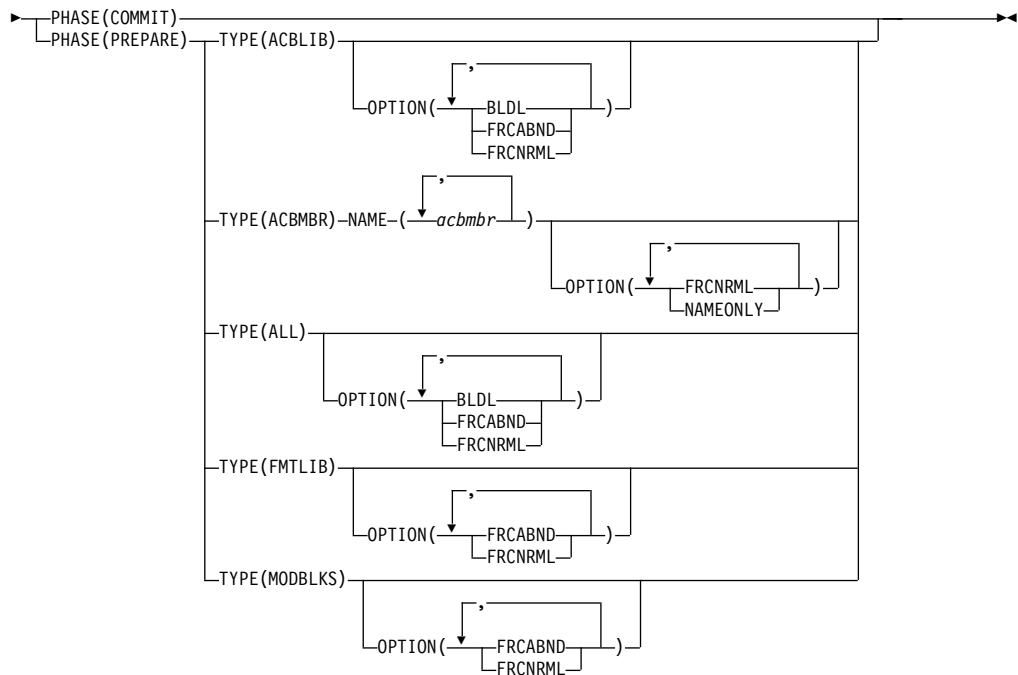 PHASE(COMMIT)
PHASE(PREPARE) TYPE(ACBLIB)
,
OPTION( BLDL )
FRCABND
FRCNRML
,
TYPE(ACBMBR) NAME ( acbmbr )
,
OPTION( FRCNRML )
NAMEONLY
TYPE(ALL)
,
OPTION( BLDL )
FRCABND
FRCNRML
TYPE(FMTLIB)
,
OPTION( FRCABND )
FRCNRML
TYPE(MODBLKS)
,
OPTION( FRCABND )
FRCNRML